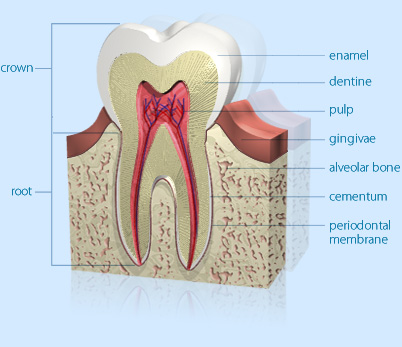 enamel
crown
dentine
pulp
gingivae
alveolar bone
root
cementum
periodontal
membrane